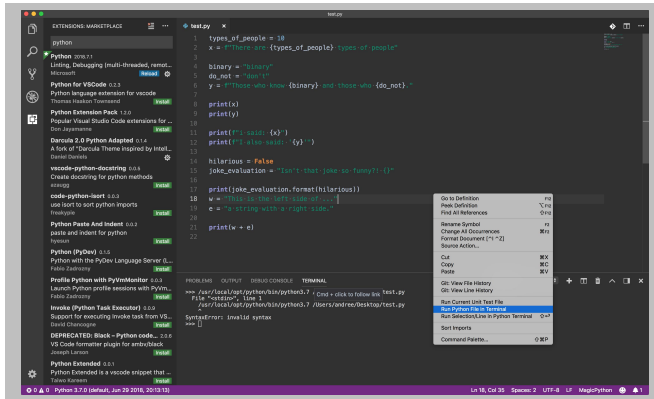 test.py
EXTENSIONS: MARKETPLACE
python
Python 2018.7.1
Linting, Debugging (multi-threaded, remot...
Microsoft Reload
Python for VSCode 0.2.3
Python language extension for vscode
Thomas Haakon Townsend Install
Python Extension Pack 1.2.0
Popular Visual Studio Code extensions for ...
Don Jayamanne Install
Darcula 2.0 Python Adapted 0.1.4
A fork of "Darcula Theme inspired by Intell...
Daniel Daniels
vscode-python-docstring 0.0.5
Create docstring for python methods
azaugg Install
code-python-isort 0.0.3
use isort to sort python imports
freakypie Install
Python Paste And Indent 0.0.2
paste and indent for python
hyesun Install
Python (PyDev) 0.1.5
Python with the PyDev Language Server (L...
Fabio Zadrozny Install
Profile Python with PyVmMonitor 0.0.3
Launch Python profile sessions with PyVm...
Fabio Zadrozny Install
Invoke (Python Task Executor) 0.0.9
Support for executing Invoke task from VS...
David Chencogne Install
DEPRECATED: Black – Python code... 2.0.6
VS Code formatter plugin for ambv/black
Joseph Larson Install
Python Extended 0.0.1
Python Extended is a vscode snippet that ...
Taiwo Kareem Install
test.py ×
1 types_of_people = 10
2 x = f"There are {types_of_people} types of people"
3
4 binary = "binary"
5 do_not = "don't"
6 y = f"Those who know {binary} and those who {do_not}."
7
8 print(x)
9 print(y)
10
11 print(f"i said: {x}")
12 print(f"I also said: '{y}'")
13
14 hilarious = False
15 joke_evaluation = "Isn't that joke so funny?! {}"
16
17 print(joke_evaluation.format(hilarious))
18 w = "This is the left side of ..."
19 e = "a string with a right side."
20
21 print(w + e)
22
Go to Definition F12
Peek Definition ⌥F12
Find All References ⇧F12
Rename Symbol F2
Change All Occurrences ⌘F2
Format Document [^⇧^Z]
Source Action...
Cut ⌘X
Copy ⌘C
Paste ⌘V
Git: View File History
Git: View Line History
Run Current Unit Test File
Run Python File in Terminal
Run Selection/Line in Python Terminal
Sort Imports
Command Palette... ⇧⌘P
PROBLEMS OUTPUT DEBUG CONSOLE TERMINAL
>>> /usr/local/opt/python/bin/python3.7 test.py
Cmd + click to follow link
File "<stdin>", line 1
/usr/local/opt/python/bin/python3.7 /Users/andree/Desktop/test.py
^
SyntaxError: invalid syntax
>>>
0 0 Python 3.7.0 (default, Jun 29 2018, 20:13:13)
Ln 18, Col 35 Spaces: 2 UTF-8 LF MagicPython 1